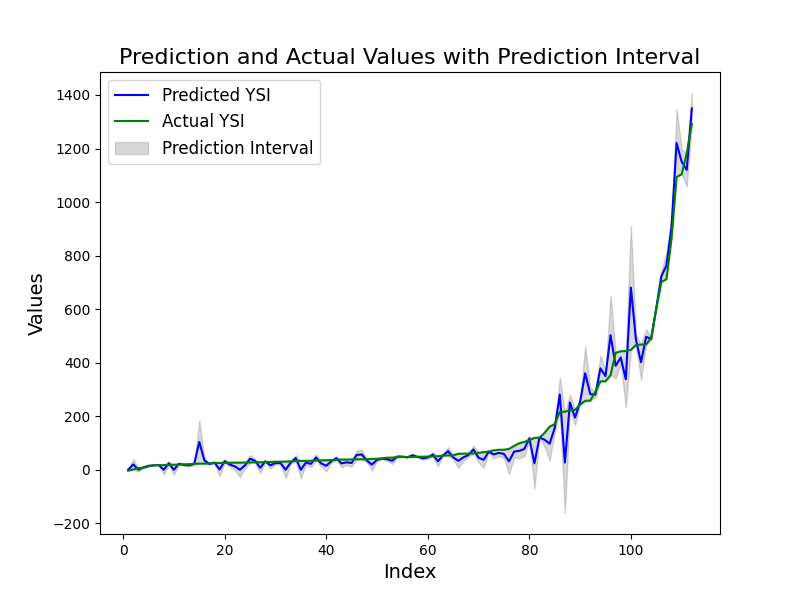 Prediction and Actual Values with Prediction Interval
Predicted YSI
Actual YSI
Prediction Interval
1400
1200
1000
800
600
400
200
0
−200
Values
0 20 40 60 80 100
Index